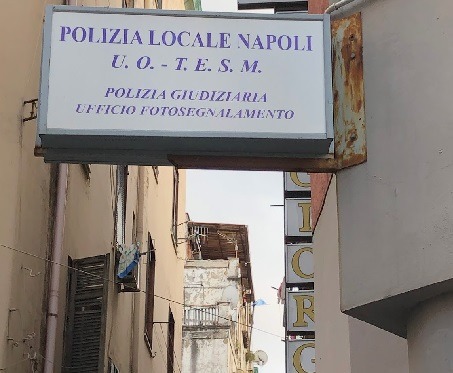 POLIZIA LOCALE NAPOLI
U. O. - T. E. S. M.
POLIZIA GIUDIZIARIA
UFFICIO FOTOSEGNALAMENTO
G
I
O
R
G